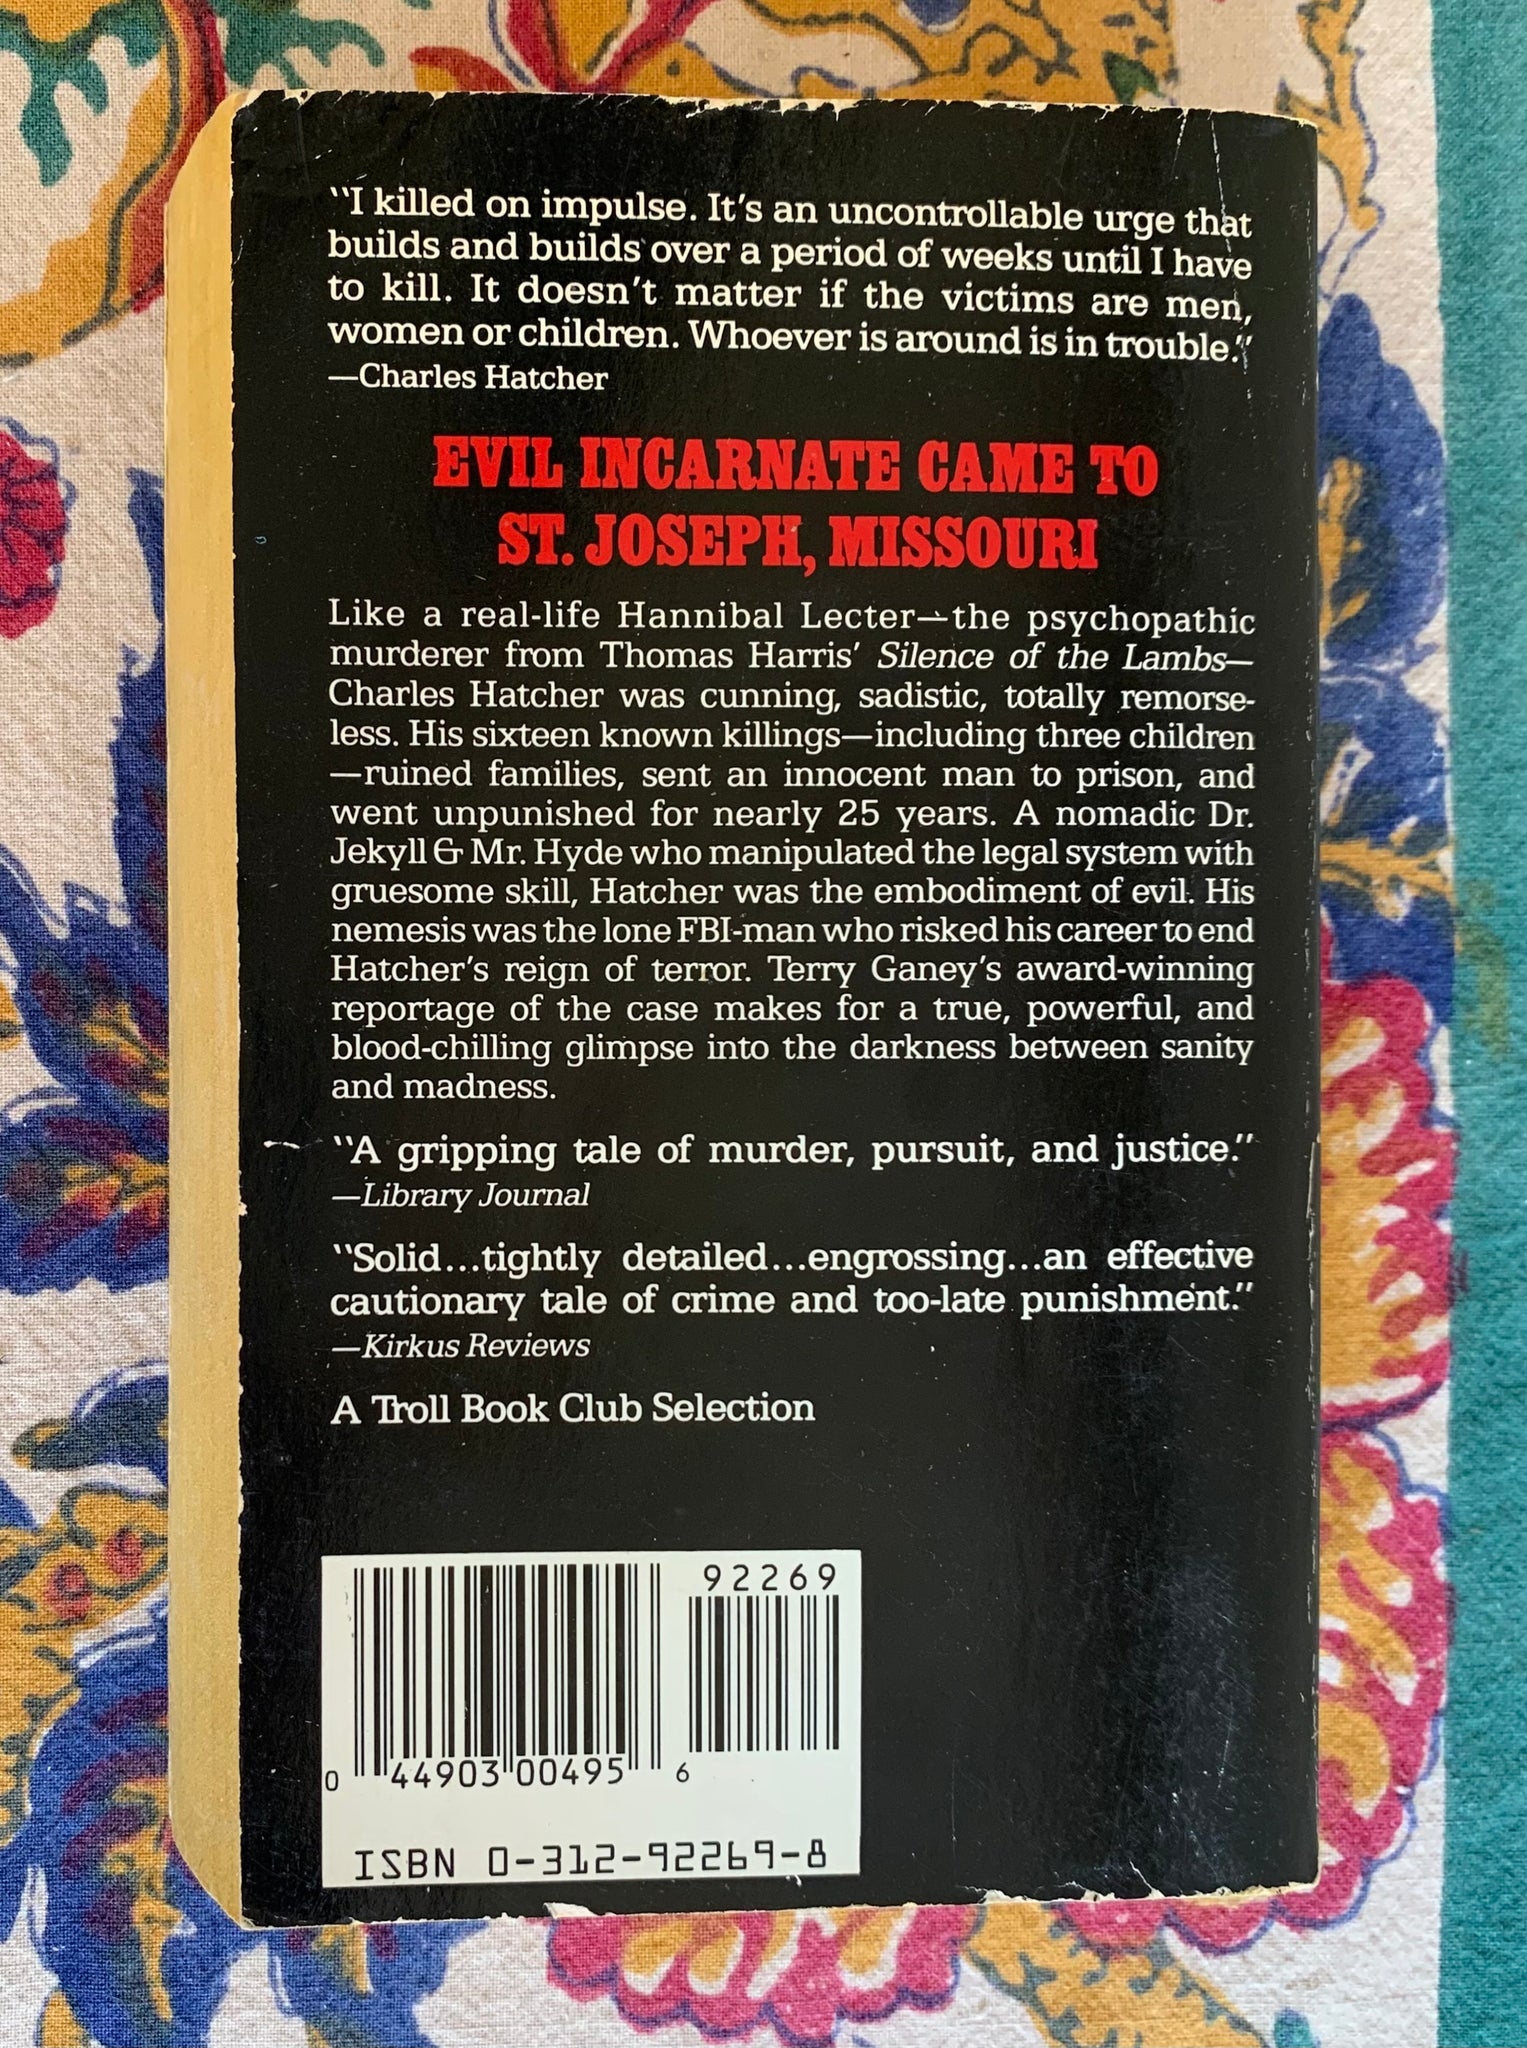 "I killed on impulse. It's an uncontrollable urge that
builds and builds over a period of weeks until I have
to kill. It doesn't matter if the victims are men,
women or children. Whoever is around is in trouble."
—Charles Hatcher
EVIL INCARNATE CAME TO
ST. JOSEPH, MISSOURI
Like a real-life Hannibal Lecter—the psychopathic
murderer from Thomas Harris' Silence of the Lambs—
Charles Hatcher was cunning, sadistic, totally remorse-
less. His sixteen known killings—including three children
—ruined families, sent an innocent man to prison, and
went unpunished for nearly 25 years. A nomadic Dr.
Jekyll & Mr. Hyde who manipulated the legal system with
gruesome skill, Hatcher was the embodiment of evil. His
nemesis was the lone FBI-man who risked his career to end
Hatcher's reign of terror. Terry Ganey's award-winning
reportage of the case makes for a true, powerful, and
blood-chilling glimpse into the darkness between sanity
and madness.
"A gripping tale of murder, pursuit, and justice."
—Library Journal
"Solid...tightly detailed...engrossing...an effective
cautionary tale of crime and too-late punishment."
—Kirkus Reviews
A Troll Book Club Selection
92269
0 44903 00495 6
ISBN 0-312-92269-8